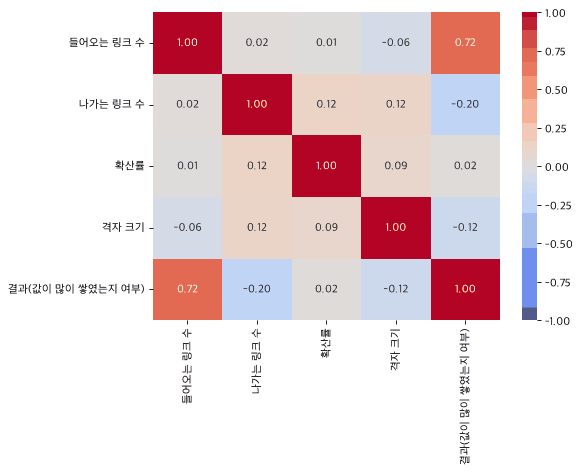 들어오는 링크 수
1.00 0.02 0.01 -0.06 0.72
나가는 링크 수
0.02 1.00 0.12 0.12 -0.20
확산률
0.01 0.12 1.00 0.09 0.02
격자 크기
-0.06 0.12 0.09 1.00 -0.12
결과(값이 많이 쌓였는지 여부)
0.72 -0.20 0.02 -0.12 1.00
들어오는 링크 수
나가는 링크 수
확산률
격자 크기
결과(값이 많이 쌓였는지 여부)
1.00
0.75
0.50
0.25
0.00
-0.25
-0.50
-0.75
-1.00